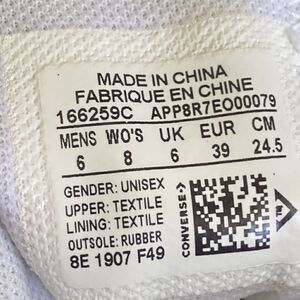 MADE IN CHINA
FABRIQUE EN CHINE
166259C APP8R7EO00079
MENS WO'S UK EUR CM
6 8 6 39 24.5
GENDER: UNISEX
UPPER: TEXTILE
LINING: TEXTILE
OUTSOLE: RUBBER
8E 1907 F49
CONVERSE>